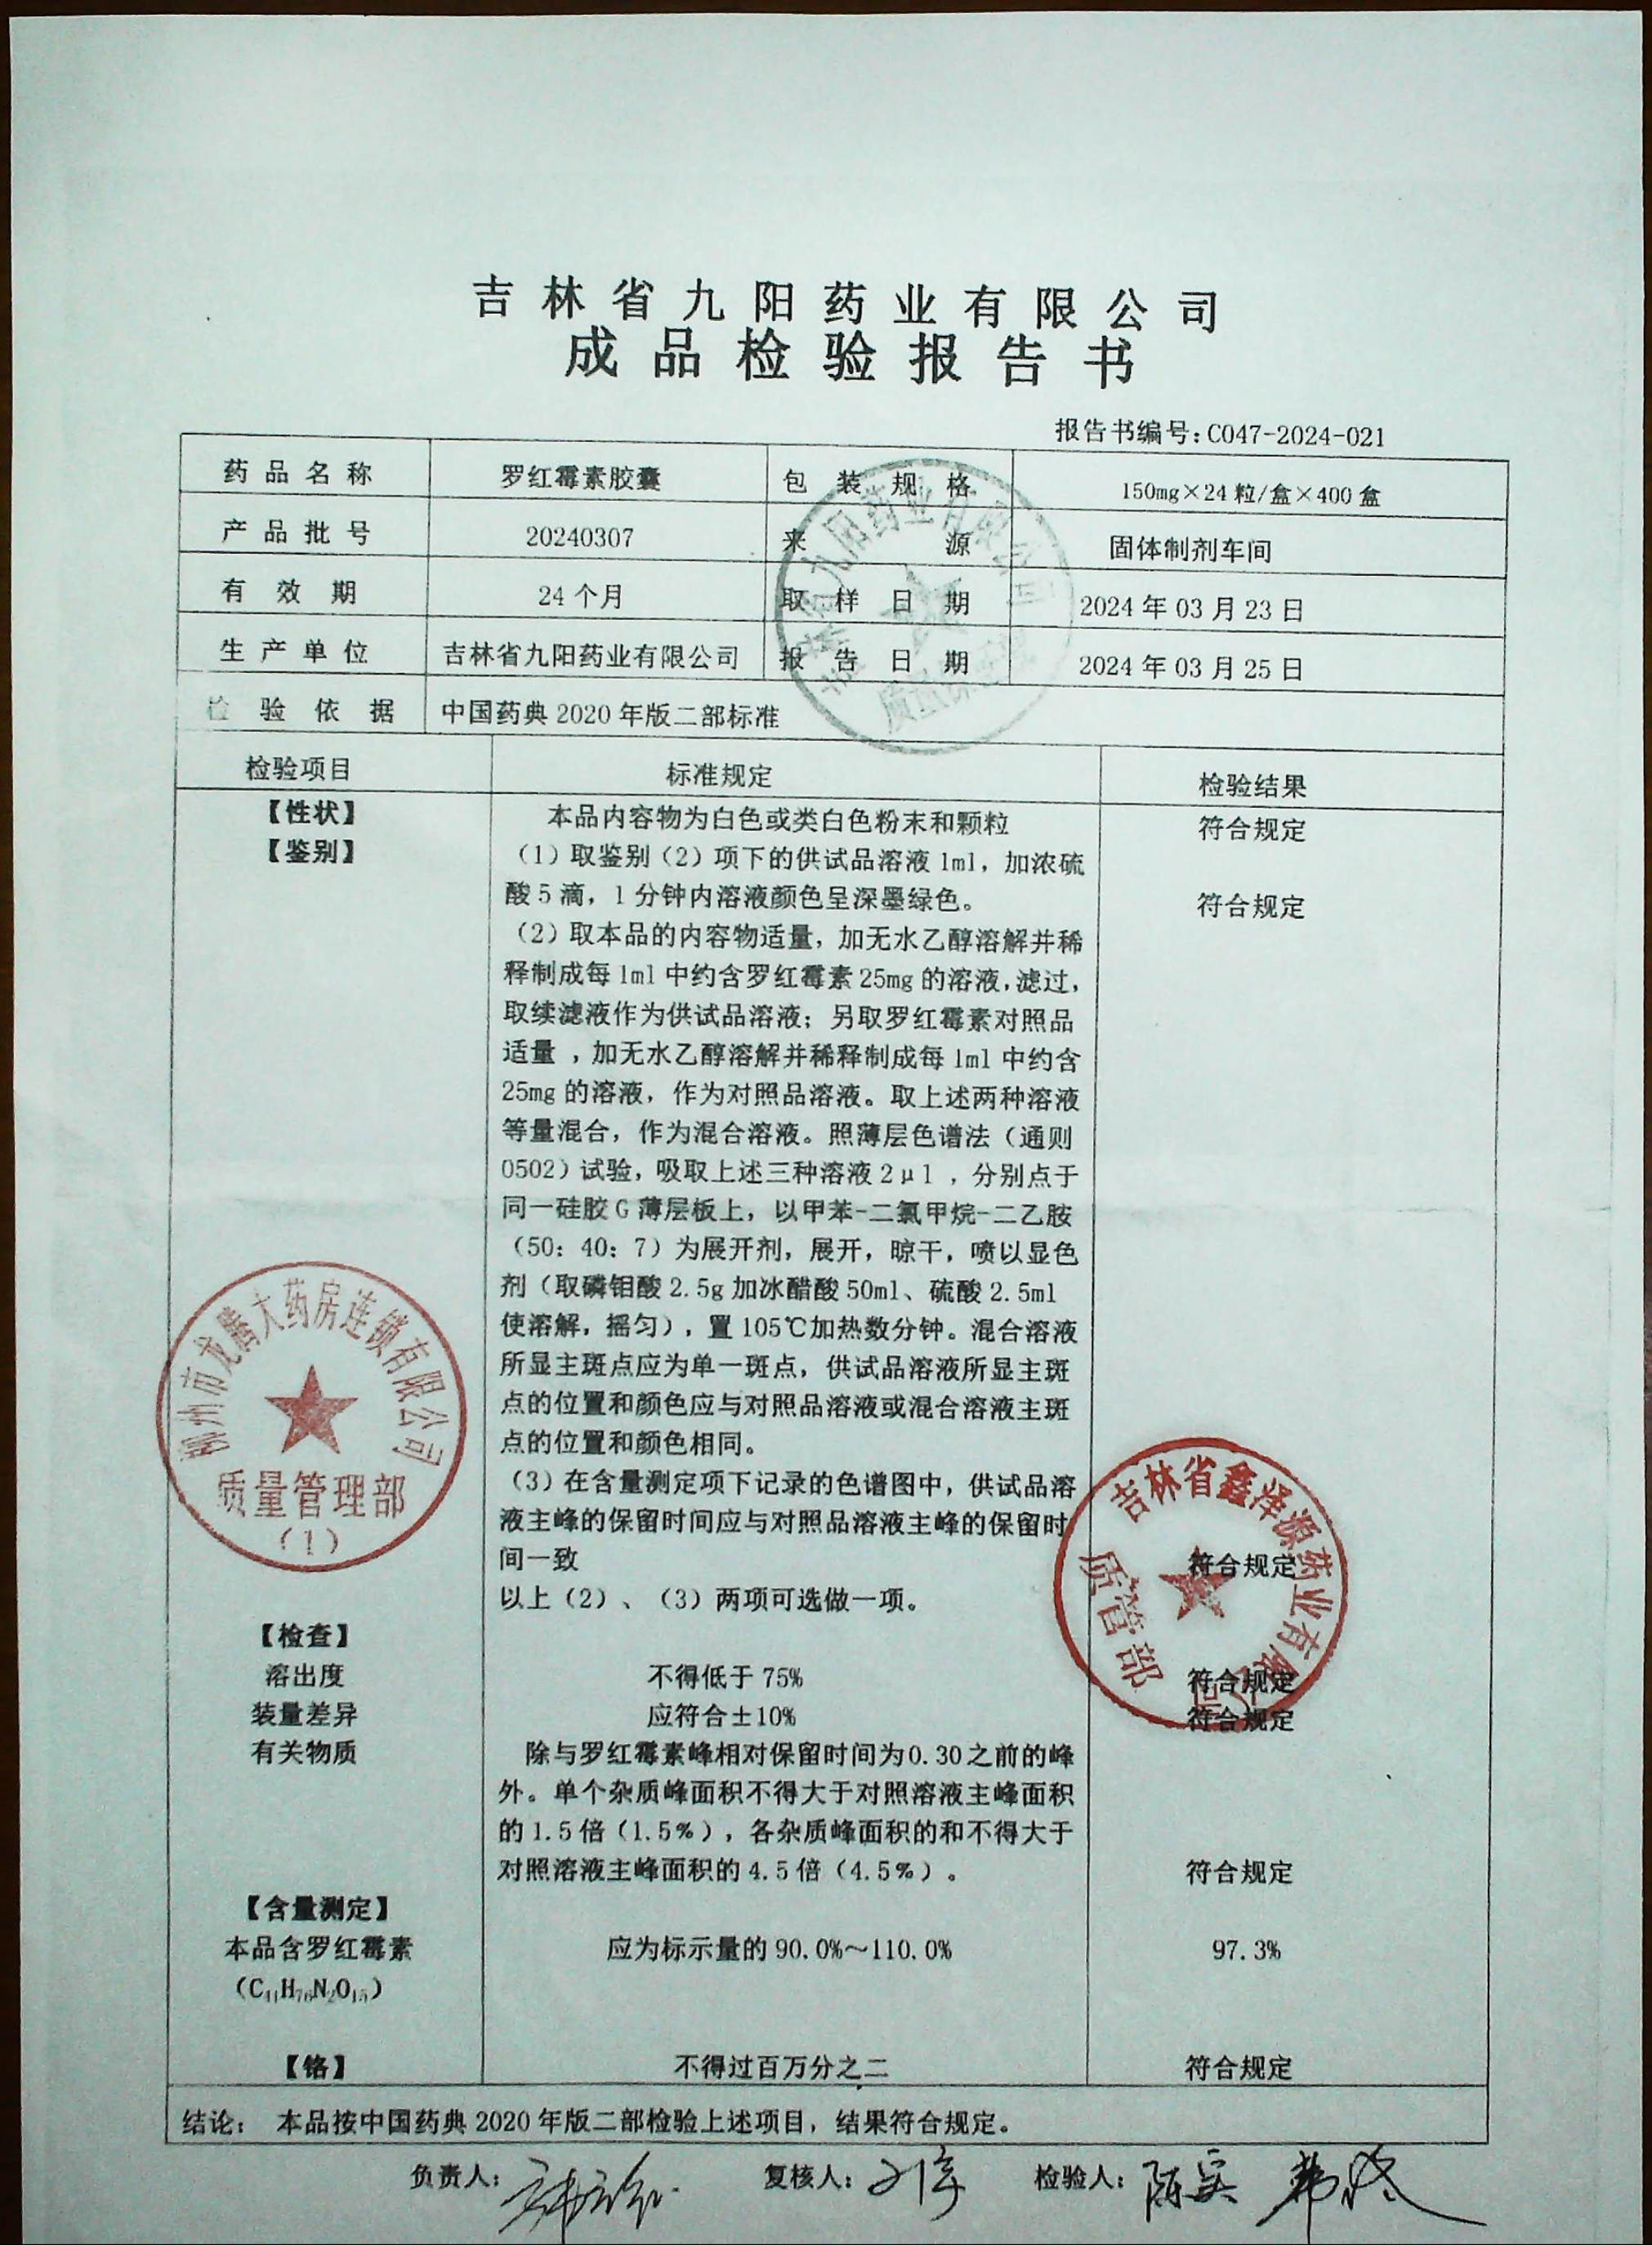 吉林省九阳药业有限公司
成品检验报告书
报告书编号：C047-2024-021
药品名称 罗红霉素胶囊 包装规格 150mg×24粒/盒×400盒
产品批号 20240307 来源 固体制剂车间
有效期 24个月 取样日期 2024年03月23日
生产单位 吉林省九阳药业有限公司 报告日期 2024年03月25日
检验依据 中国药典2020年版二部标准
检验项目 标准规定 检验结果
【性状】 本品内容物为白色或类白色粉末和颗粒 符合规定
【鉴别】 （1）取鉴别（2）项下的供试品溶液1ml，加浓硫
酸5滴，1分钟内溶液颜色呈深墨绿色。 符合规定
（2）取本品的内容物适量，加无水乙醇溶解并稀
释制成每1ml中约含罗红霉素25mg的溶液，滤过，
取续滤液作为供试品溶液；另取罗红霉素对照品
适量，加无水乙醇溶解并稀释制成每1ml中约含
25mg的溶液，作为对照品溶液。取上述两种溶液
等量混合，作为混合溶液。照薄层色谱法（通则
0502）试验，吸取上述三种溶液2μl，分别点于
同一硅胶G薄层板上，以甲苯-二氯甲烷-二乙胺
（50：40：7）为展开剂，展开，晾干，喷以显色
剂（取磷钼酸2.5g加冰醋酸50ml、硫酸2.5ml
使溶解，摇匀），置105℃加热数分钟。混合溶液
所显主斑点应为单一斑点，供试品溶液所显主斑
点的位置和颜色应与对照品溶液或混合溶液主斑
点的位置和颜色相同。
（3）在含量测定项下记录的色谱图中，供试品溶
液主峰的保留时间应与对照品溶液主峰的保留时
间一致 符合规定
以上（2）、（3）两项可选做一项。
【检查】
溶出度 不得低于75% 符合规定
装量差异 应符合±10% 符合规定
有关物质 除与罗红霉素峰相对保留时间为0.30之前的峰
外。单个杂质峰面积不得大于对照溶液主峰面积
的1.5倍（1.5%），各杂质峰面积的和不得大于
对照溶液主峰面积的4.5倍（4.5%）。 符合规定
【含量测定】
本品含罗红霉素 应为标示量的90.0%～110.0% 97.3%
（C₄₁H₇₆N₂O₁₅）
【铬】 不得过百万分之二 符合规定
结论： 本品按中国药典2020年版二部检验上述项目，结果符合规定。
负责人： 复核人： 检验人：
柳州市龙腾大药房连锁有限公司
质量管理部
（1）
吉林省鑫泽源药业有限公司
质管部